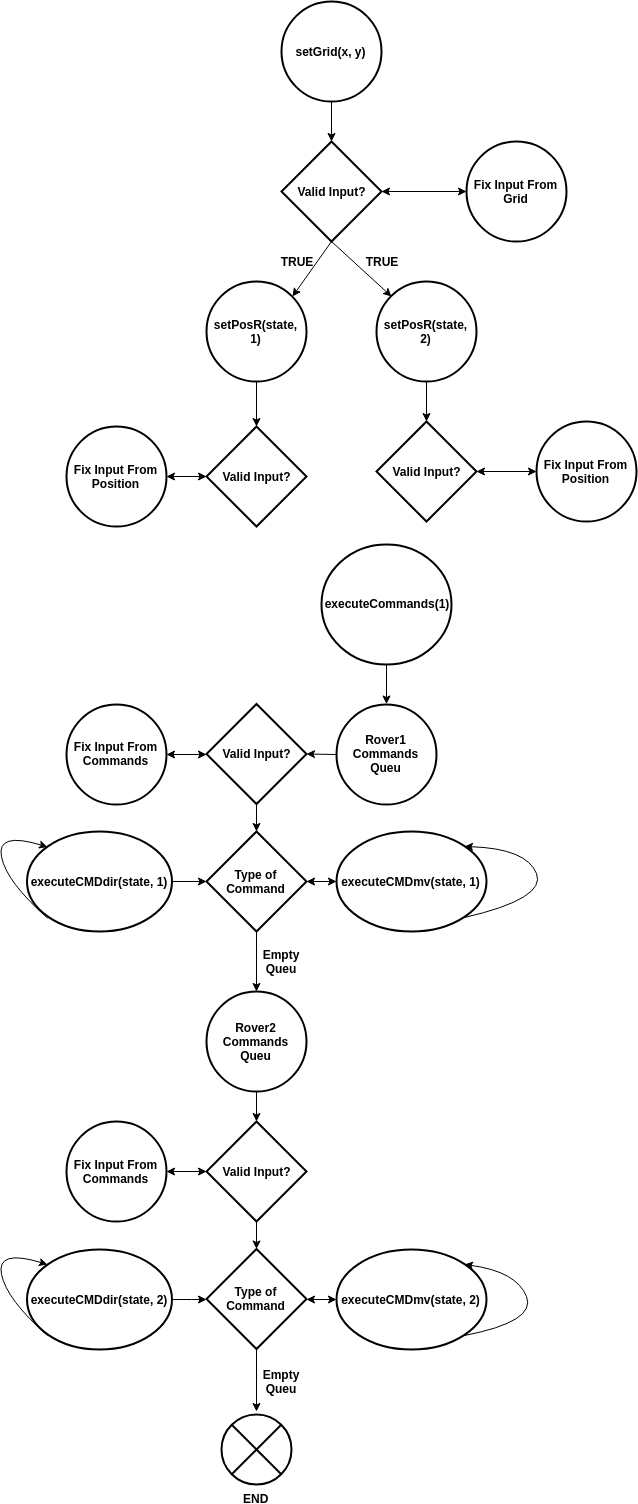 setGrid(x, y)
Valid Input?
Fix Input From
Grid
TRUE
TRUE
setPosR(state,
1)
setPosR(state,
2)
Fix Input From
Position
Valid Input?
Valid Input?
Fix Input From
Position
executeCommands(1)
Fix Input From
Commands
Valid Input?
Rover1
Commands
Queu
executeCMDdir(state, 1)
Type of
Command
executeCMDmv(state, 1)
Empty
Queu
Rover2
Commands
Queu
Fix Input From
Commands
Valid Input?
executeCMDdir(state, 2)
Type of
Command
executeCMDmv(state, 2)
Empty
Queu
END